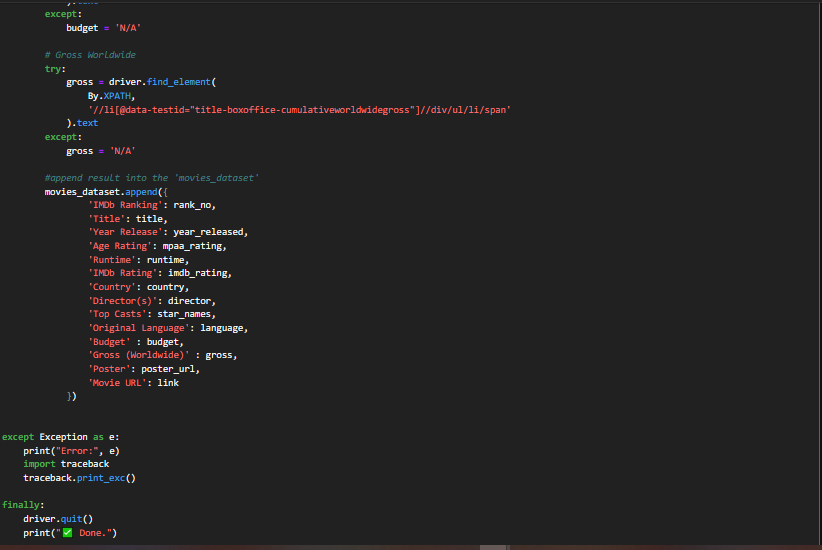 except:
budget = 'N/A'
# Gross Worldwide
try:
gross = driver.find_element(
By.XPATH,
'//li[@data-testid="title-boxoffice-cumulativeworldwidegross"]//div/ul/li/span'
).text
except:
gross = 'N/A'
#append result into the 'movies_dataset'
movies_dataset.append({
'IMDb Ranking': rank_no,
'Title': title,
'Year Release': year_released,
'Age Rating': mpaa_rating,
'Runtime': runtime,
'IMDb Rating': imdb_rating,
'Country': country,
'Director(s)': director,
'Top Casts': star_names,
'Original Language': language,
'Budget' : budget,
'Gross (Worldwide)' : gross,
'Poster': poster_url,
'Movie URL': link
})
except Exception as e:
print("Error:", e)
import traceback
traceback.print_exc()
finally:
driver.quit()
print("✅ Done.")